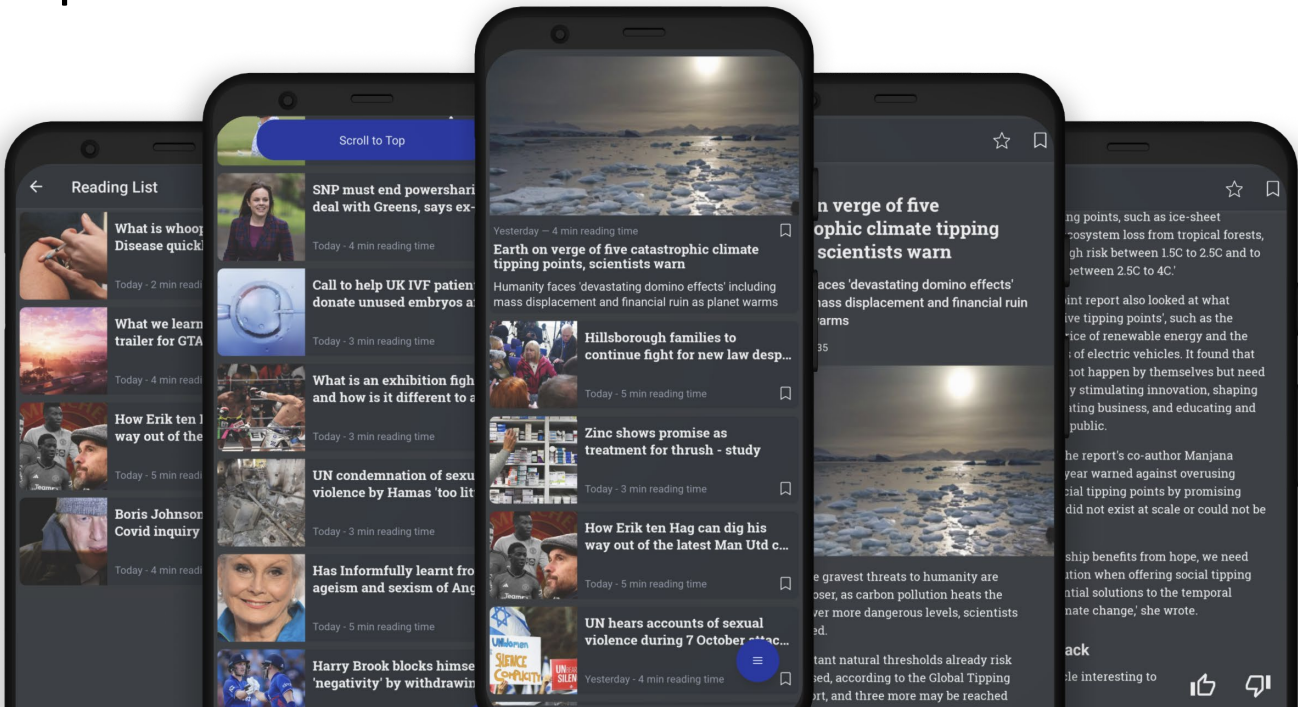 Reading List
What is whoop
Disease quickl
Today - 2 min readi
What we learn
trailer for GTA
Today - 4 min readi
How Erik ten
way out of the
Today - 5 min readi
Boris Johnson
Covid inquiry
Today - 4 min readi
Scroll to Top
SNP must end powershari
deal with Greens, says ex-
Today - 4 min reading time
Call to help UK IVF patien
donate unused embryos a
Today - 3 min reading time
What is an exhibition figh
and how is it different to a
Today - 3 min reading time
UN condemnation of sexu
violence by Hamas 'too lit
Today - 3 min reading time
Has Informfully learnt fro
ageism and sexism of Ang
Today - 5 min reading time
Harry Brook blocks himse
'negativity' by withdrawin
Yesterday — 4 min reading time
Earth on verge of five catastrophic climate
tipping points, scientists warn
Humanity faces 'devastating domino effects' including
mass displacement and financial ruin as planet warms
Hillsborough families to
continue fight for new law desp...
Today - 5 min reading time
Zinc shows promise as
treatment for thrush - study
Today - 3 min reading time
How Erik ten Hag can dig his
way out of the latest Man Utd c...
Today - 5 min reading time
UN hears accounts of sexual
violence during 7 October attac...
Yesterday - 4 min reading time
SILENCE
n verge of five
ophic climate tipping
scientists warn
aces 'devastating domino effects'
mass displacement and financial ruin
arms
35
e gravest threats to humanity are
oser, as carbon pollution heats the
ver more dangerous levels, scientists
ed.
tant natural thresholds already risk
sed, according to the Global Tipping
ort, and three more may be reached
ng points, such as ice-sheet
cosystem loss from tropical forests,
gh risk between 1.5C to 2.5C and to
between 2.5C to 4C.'
int report also looked at what
ive tipping points', such as the
rice of renewable energy and the
s of electric vehicles. It found that
not happen by themselves but need
y stimulating innovation, shaping
ating business, and educating and
public.
he report's co-author Manjana
year warned against overusing
cial tipping points by promising
did not exist at scale or could not be
ship benefits from hope, we need
ution when offering social tipping
ntial solutions to the temporal
mate change,' she wrote.
ack
cle interesting to